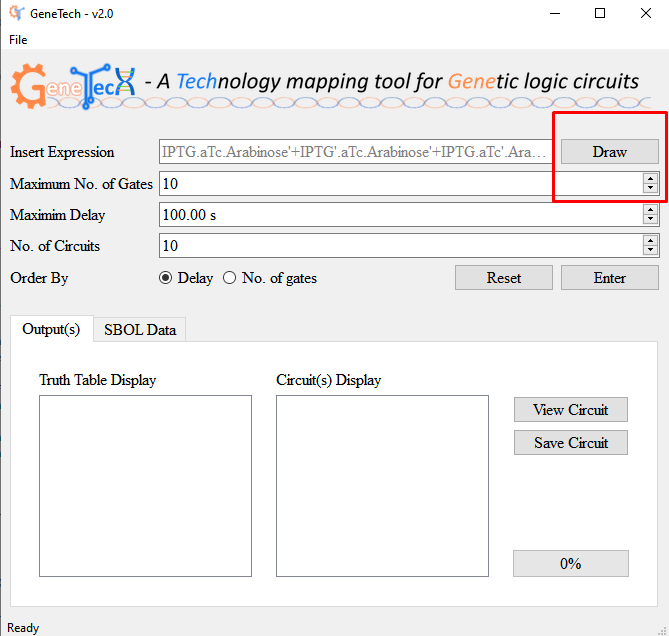 GeneTech - v2.0
File
GeneTech - A Technology mapping tool for Genetic logic circuits
Insert Expression IPTG.aTc.Arabinose'+IPTG'.aTc.Arabinose'+IPTG.aTc'.Ara... Draw
Maximum No. of Gates 10
Maximim Delay 100.00 s
No. of Circuits 10
Order By Delay No. of gates Reset Enter
Output(s) SBOL Data
Truth Table Display Circuit(s) Display
View Circuit
Save Circuit
0%
Ready